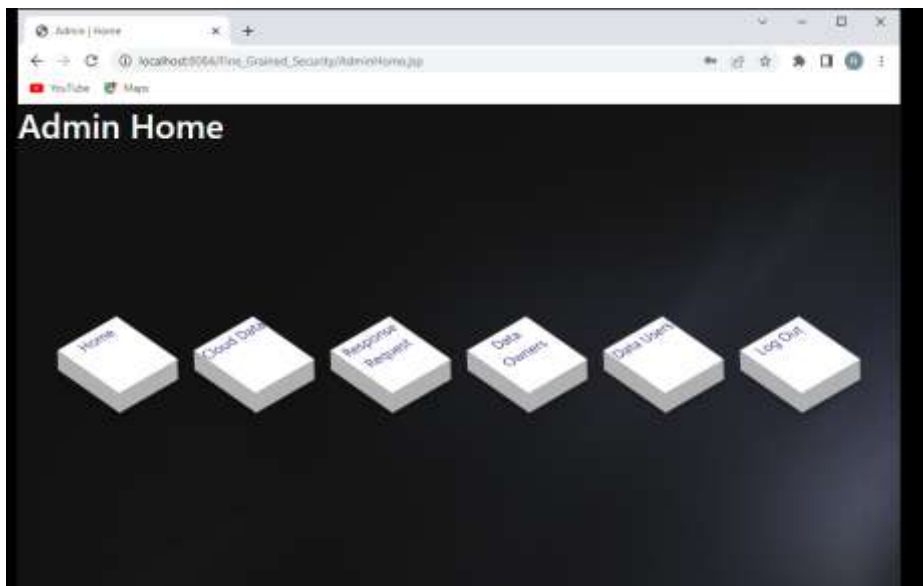 Admin | Home
localhost:8084/Fine_Grained_Security/AdminHome.jsp
YouTube
Maps
Admin Home
Home
Cloud Data
Response
Request
Data
Owners
Data Users
Log Out